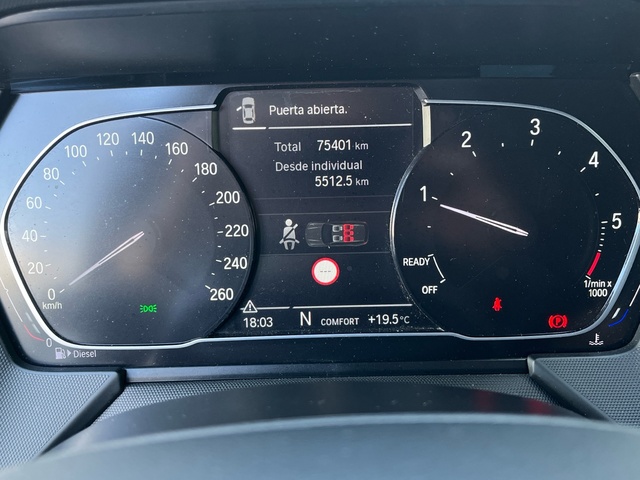 Puerta abierta.
Total 75401 km
Desde individual
5512.5 km
0
20
40
60
80
100
120
140
160
180
200
220
240
260
km/h
1
2
3
4
5
1/min x
1000
READY
OFF
---
18:03 N COMFORT +19.5°C
(P)
0
Diesel